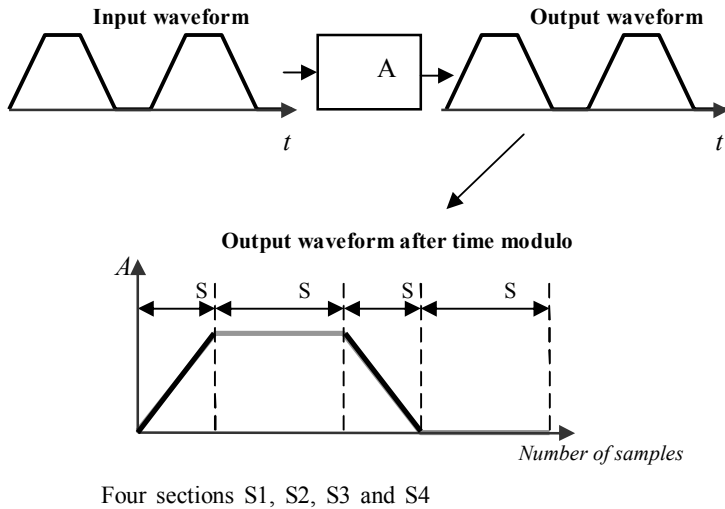 Input waveform
Output waveform
A
t
t
Output waveform after time modulo
A
S S S S
Number of samples
Four sections S1, S2, S3 and S4